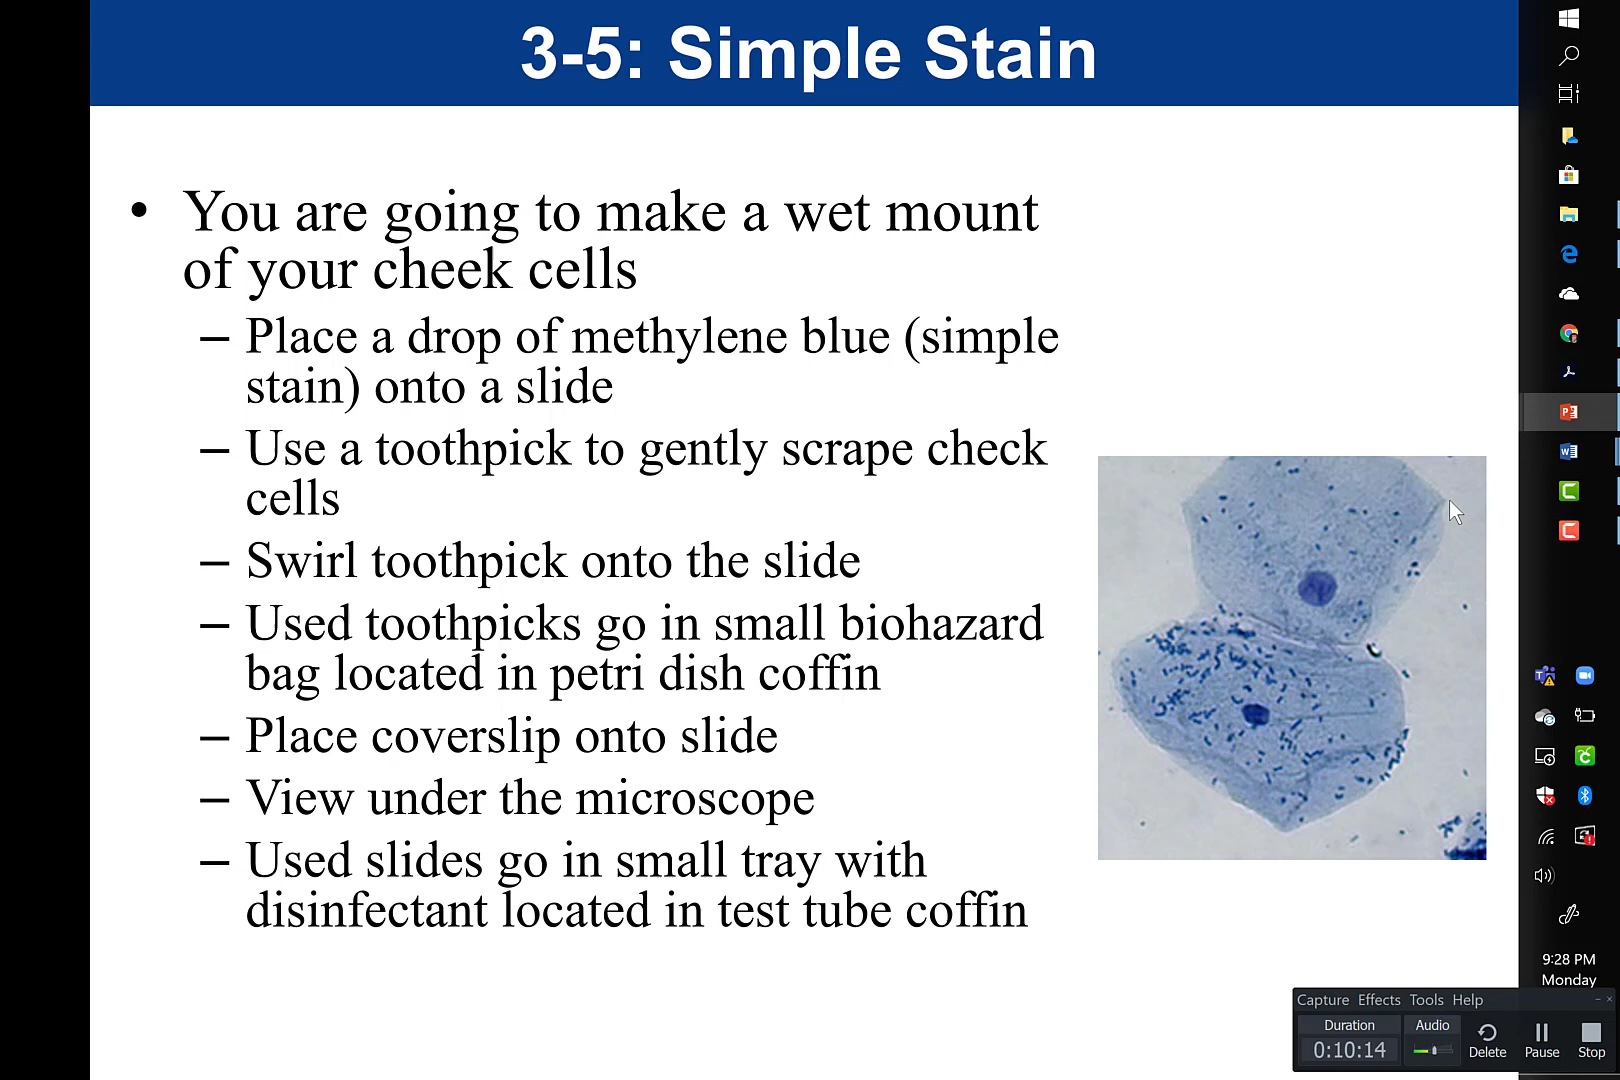 3-5: Simple Stain
• You are going to make a wet mount
of your cheek cells
– Place a drop of methylene blue (simple
stain) onto a slide
– Use a toothpick to gently scrape check
cells
– Swirl toothpick onto the slide
– Used toothpicks go in small biohazard
bag located in petri dish coffin
– Place coverslip onto slide
– View under the microscope
– Used slides go in small tray with
disinfectant located in test tube coffin
9:28 PM
Monday
Capture Effects Tools Help
Duration Audio
0:10:14 Delete Pause Stop